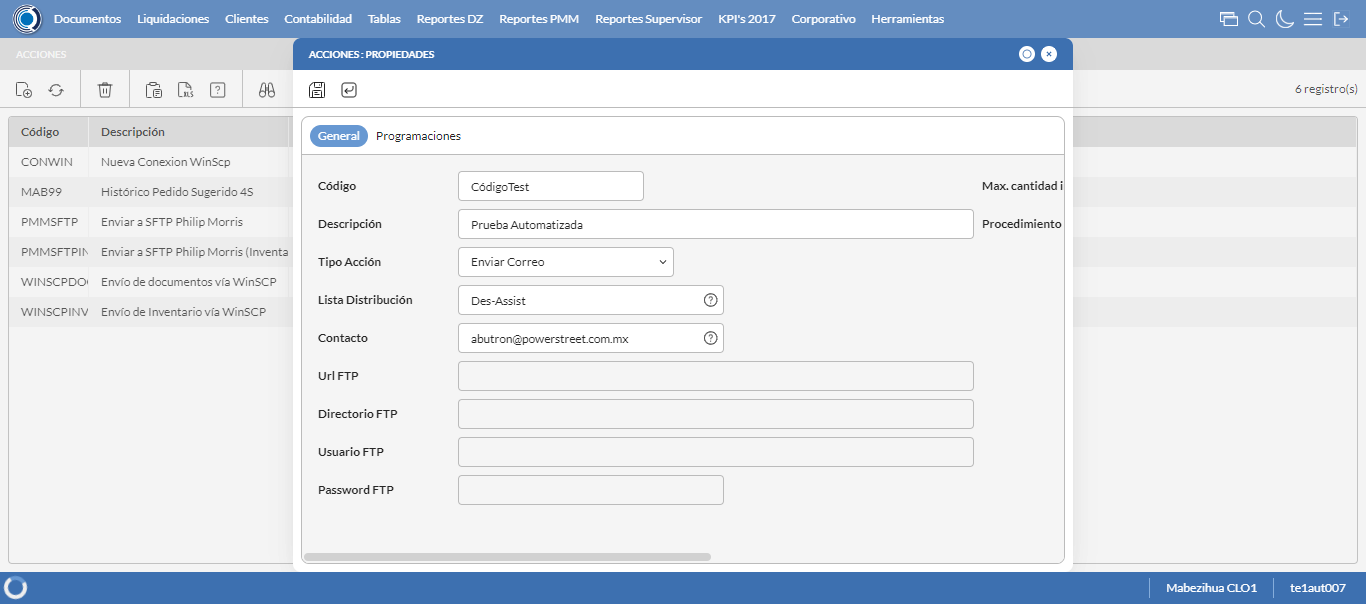 Documentos Liquidaciones Clientes Contabilidad Tablas Reportes DZ Reportes PMM Reportes Supervisor KPI's 2017 Corporativo Herramientas
ACCIONES
ACCIONES : PROPIEDADES
XLS
6 registro(s)
Código Descripción
CONWIN Nueva Conexion WinScp
MAB99 Histórico Pedido Sugerido 4S
PMMSFTP Enviar a SFTP Philip Morris
PMMSFTPIN Enviar a SFTP Philip Morris (Inventa
WINSCPDO Envío de documentos vía WinSCP
WINSCPINV Envío de Inventario vía WinSCP
General Programaciones
Código CódigoTest Max. cantidad i
Descripción Prueba Automatizada Procedimiento
Tipo Acción Enviar Correo
Lista Distribución Des-Assist
Contacto abutron@powerstreet.com.mx
Url FTP
Directorio FTP
Usuario FTP
Password FTP
Mabezihua CLO1 te1aut007